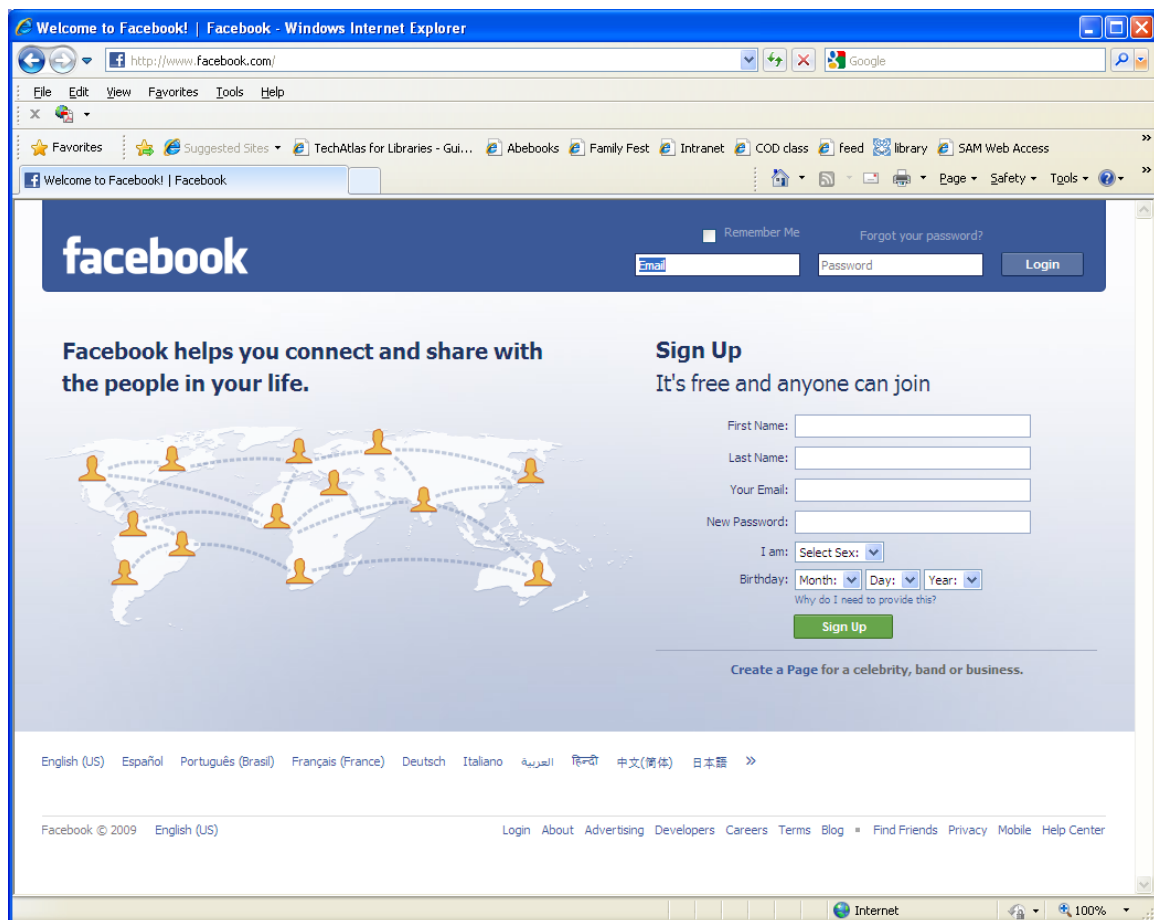 Welcome to Facebook! | Facebook - Windows Internet Explorer
http://www.facebook.com/ Google
File Edit View Favorites Tools Help
Favorites Suggested Sites TechAtlas for Libraries - Gui... Abebooks Family Fest Intranet COD class feed library SAM Web Access »
Welcome to Facebook! | Facebook Page Safety Tools »
Remember Me Forgot your password?
facebook
Email Password Login
Facebook helps you connect and share with
the people in your life.
Sign Up
It's free and anyone can join
First Name:
Last Name:
Your Email:
New Password:
I am: Select Sex:
Birthday: Month: Day: Year:
Why do I need to provide this?
Sign Up
Create a Page for a celebrity, band or business.
English (US) Español Português (Brasil) Français (France) Deutsch Italiano العربية हिन्दी 中文(简体) 日本語 »
Facebook © 2009 English (US) Login About Advertising Developers Careers Terms Blog Find Friends Privacy Mobile Help Center
Internet 100%